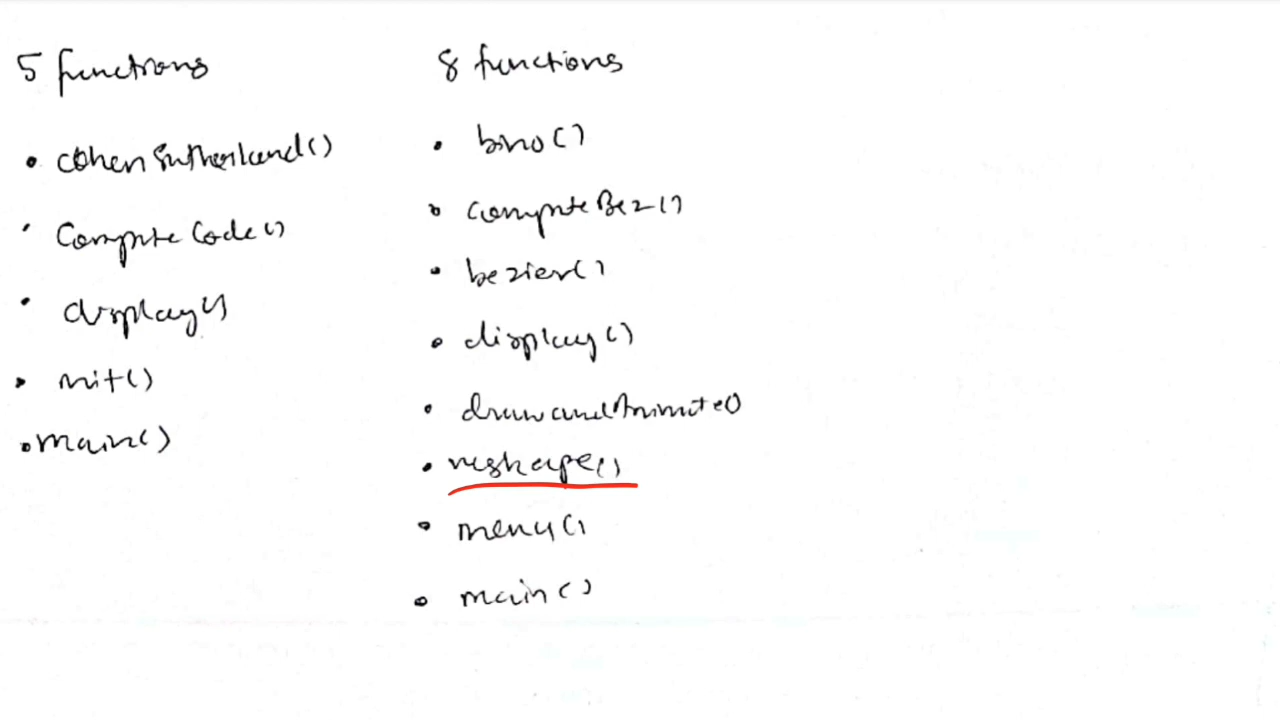 5 functions
• cohenSutherland()
• ComputeCode()
• display()
• init()
• main()
8 functions
• bino()
• computeBez()
• bezier()
• display()
• drawandAnimate()
• reshape()
• menu()
• main()